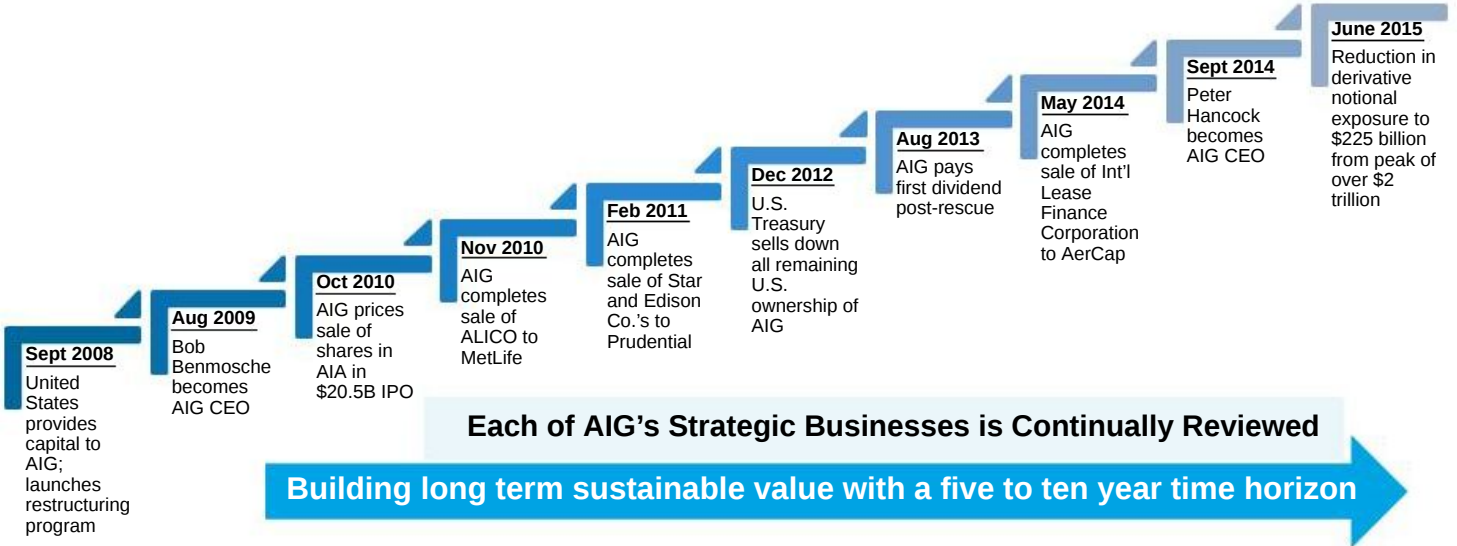 Sept 2008
United
States
provides
capital to
AIG;
launches
restructuring
program
Aug 2009
Bob
Benmosche
becomes
AIG CEO
Oct 2010
AIG prices
sale of
shares in
AIA in
$20.5B IPO
Nov 2010
AIG
completes
sale of
ALICO to
MetLife
Feb 2011
AIG
completes
sale of Star
and Edison
Co.’s to
Prudential
Dec 2012
U.S.
Treasury
sells down
all remaining
U.S.
ownership of
AIG
Aug 2013
AIG pays
first dividend
post-rescue
May 2014
AIG
completes
sale of Int’l
Lease
Finance
Corporation
to AerCap
Sept 2014
Peter
Hancock
becomes
AIG CEO
June 2015
Reduction in
derivative
notional
exposure to
$225 billion
from peak of
over $2
trillion
Each of AIG’s Strategic Businesses is Continually Reviewed
Building long term sustainable value with a five to ten year time horizon